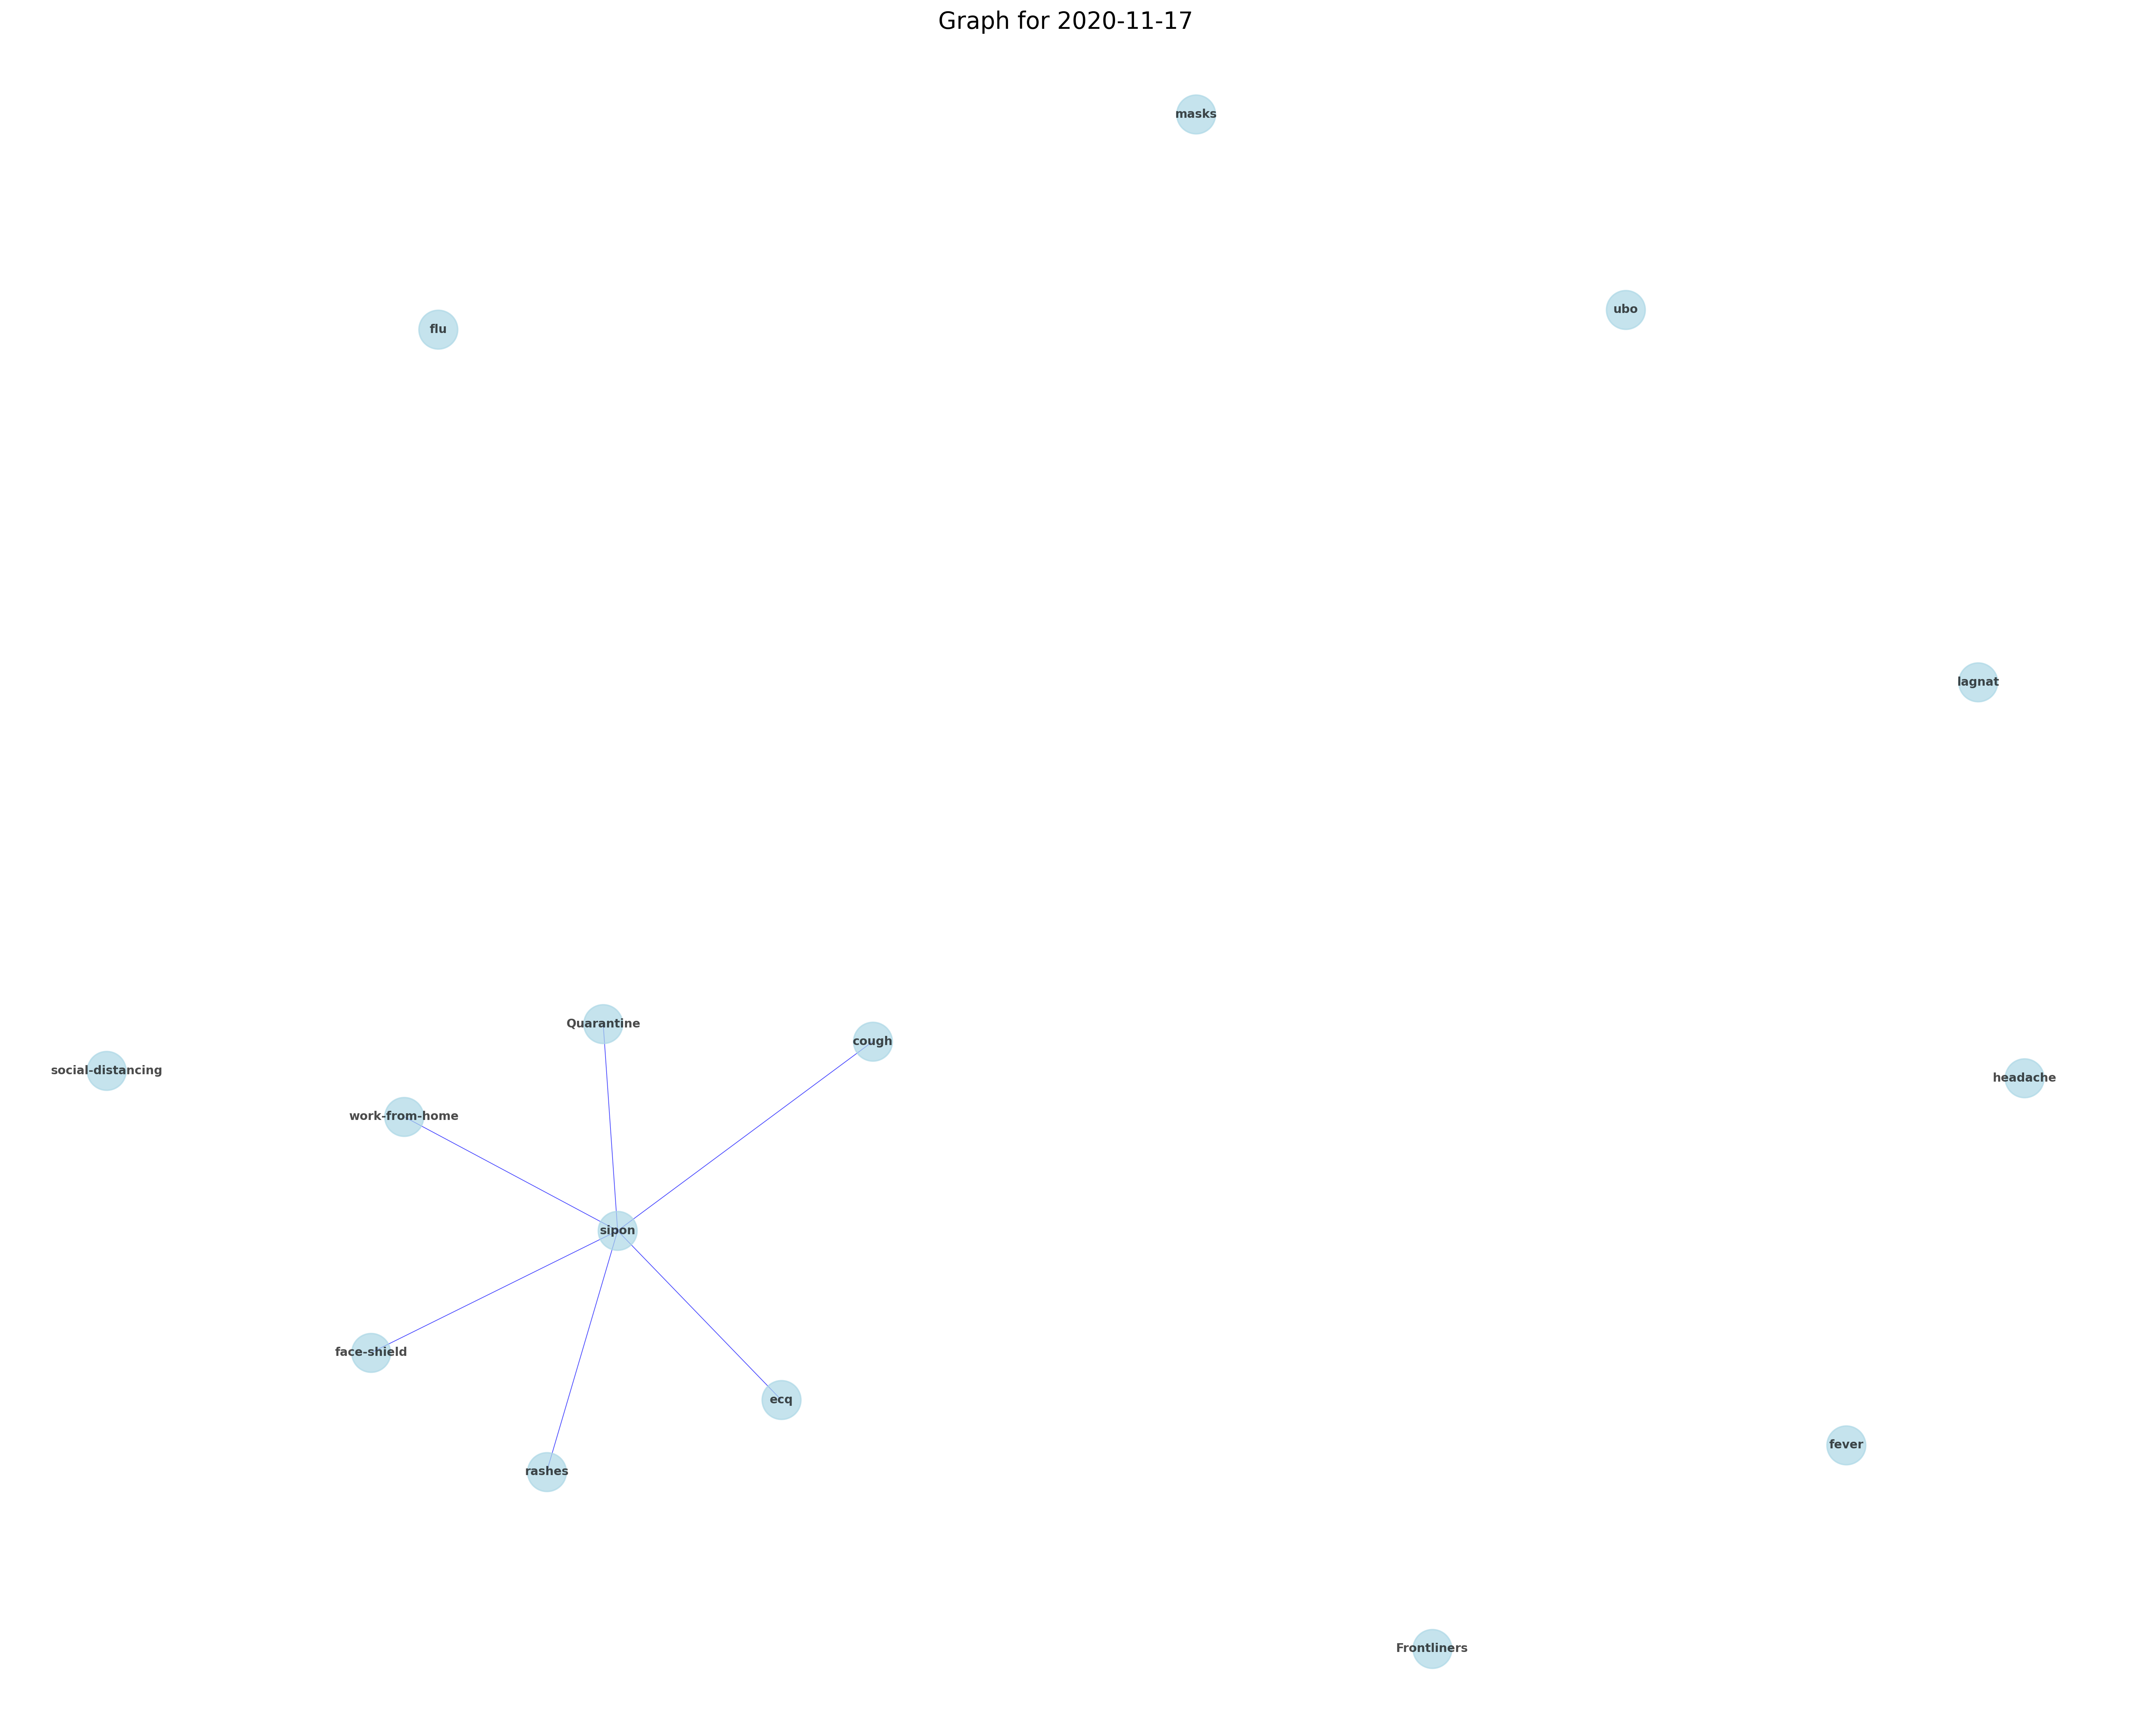 Graph for 2020-11-17
masks
ubo
flu
lagnat
Quarantine
cough
social-distancing
headache
work-from-home
sipon
face-shield
ecq
fever
rashes
Frontliners